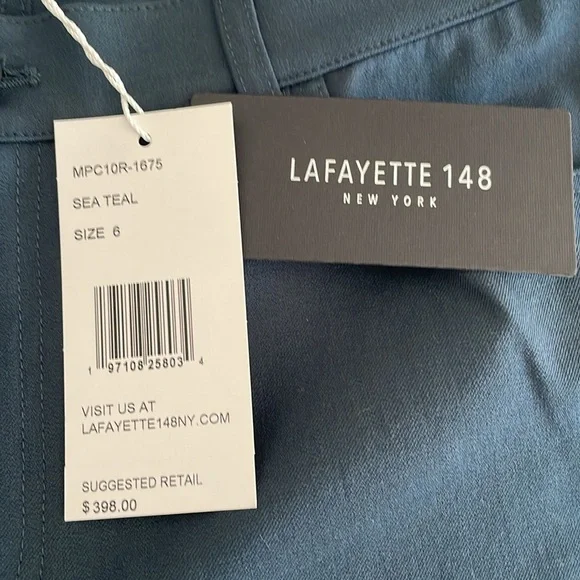 MPC10R-1675
SEA TEAL
SIZE 6
1 97108 25803 4
VISIT US AT
LAFAYETTE148NY.COM
SUGGESTED RETAIL
$398.00
LAFAYETTE 148
NEW YORK